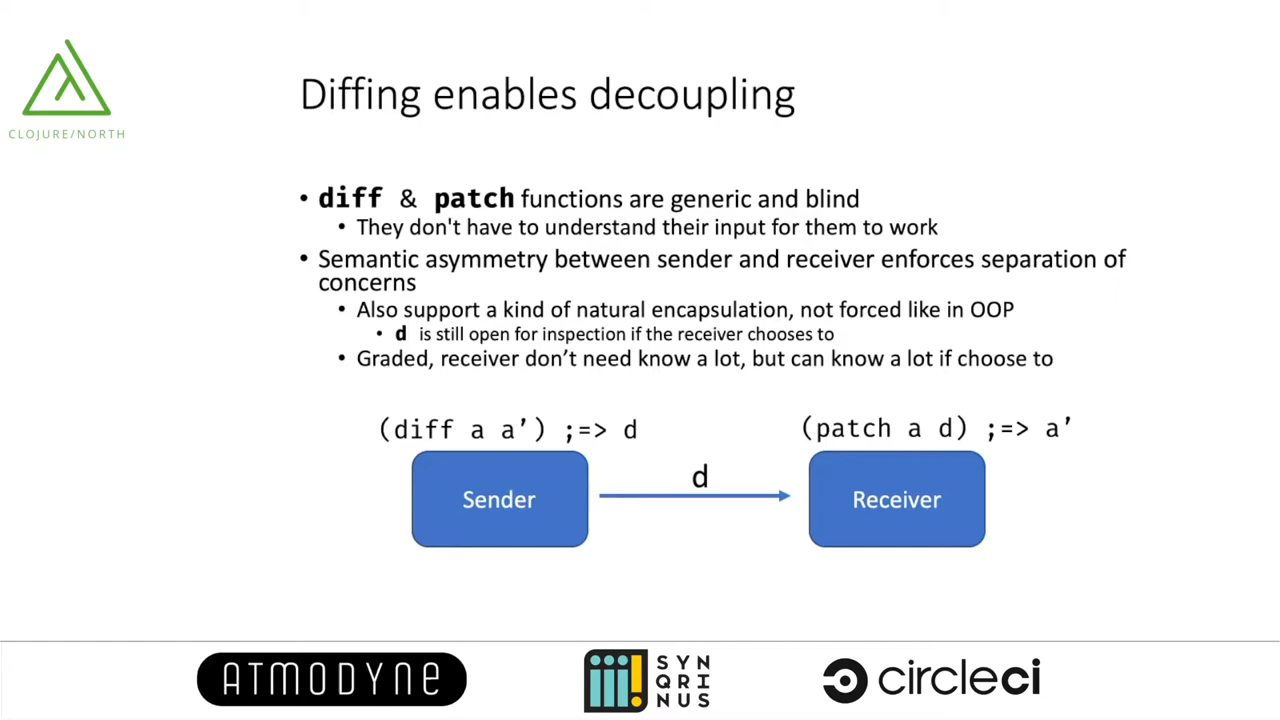 CLOJURE/NORTH
Diffing enables decoupling
• diff & patch functions are generic and blind
• They don't have to understand their input for them to work
• Semantic asymmetry between sender and receiver enforces separation of
concerns
• Also support a kind of natural encapsulation, not forced like in OOP
• d is still open for inspection if the receiver chooses to
• Graded, receiver don’t need know a lot, but can know a lot if choose to
(diff a a’) ;=> d
(patch a d) ;=> a’
d
Sender
Receiver
ATMODYNE
SYN
QRI
NUS
circleci